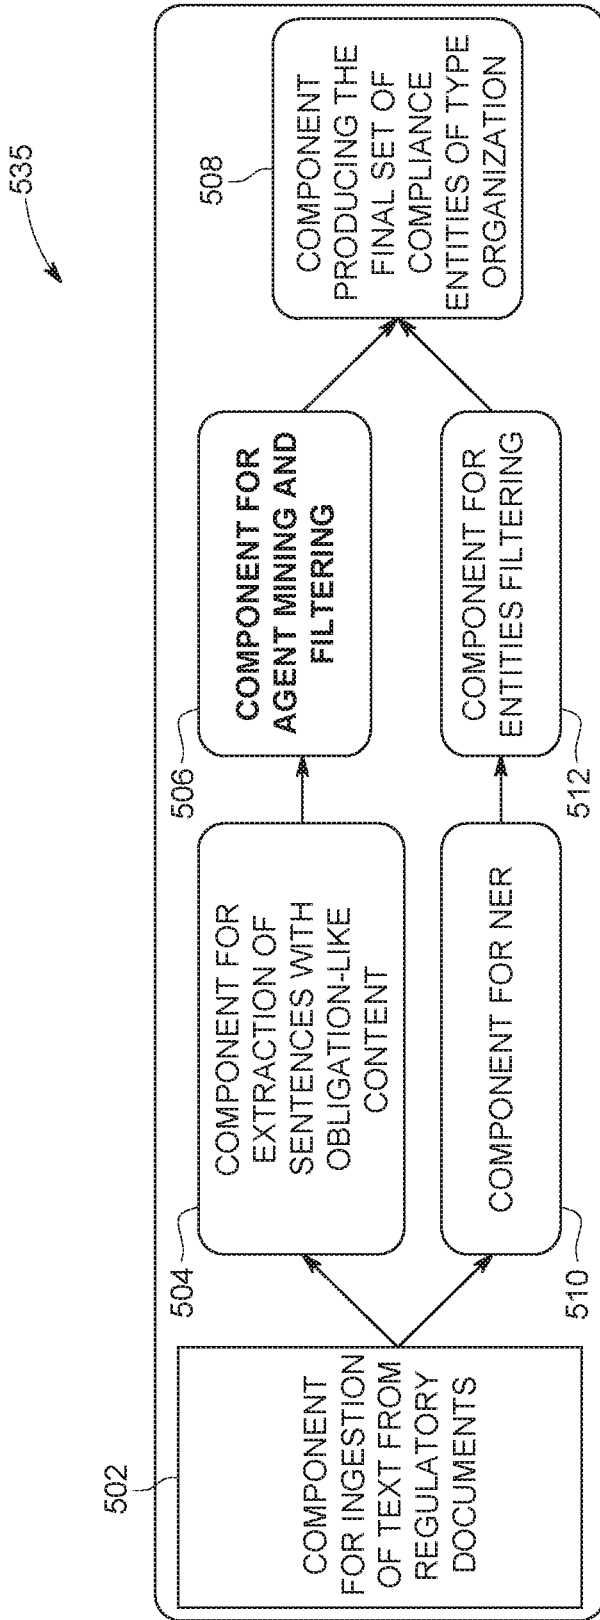 535
502
COMPONENT
FOR INGESTION
OF TEXT FROM
REGULATORY
DOCUMENTS
504
COMPONENT FOR
EXTRACTION OF
SENTENCES WITH
OBLIGATION-LIKE
CONTENT
506
COMPONENT FOR
AGENT MINING AND
FILTERING
508
COMPONENT
PRODUCING THE
FINAL SET OF
COMPLIANCE
ENTITIES OF TYPE
ORGANIZATION
510
COMPONENT FOR NER
512
COMPONENT FOR
ENTITIES FILTERING